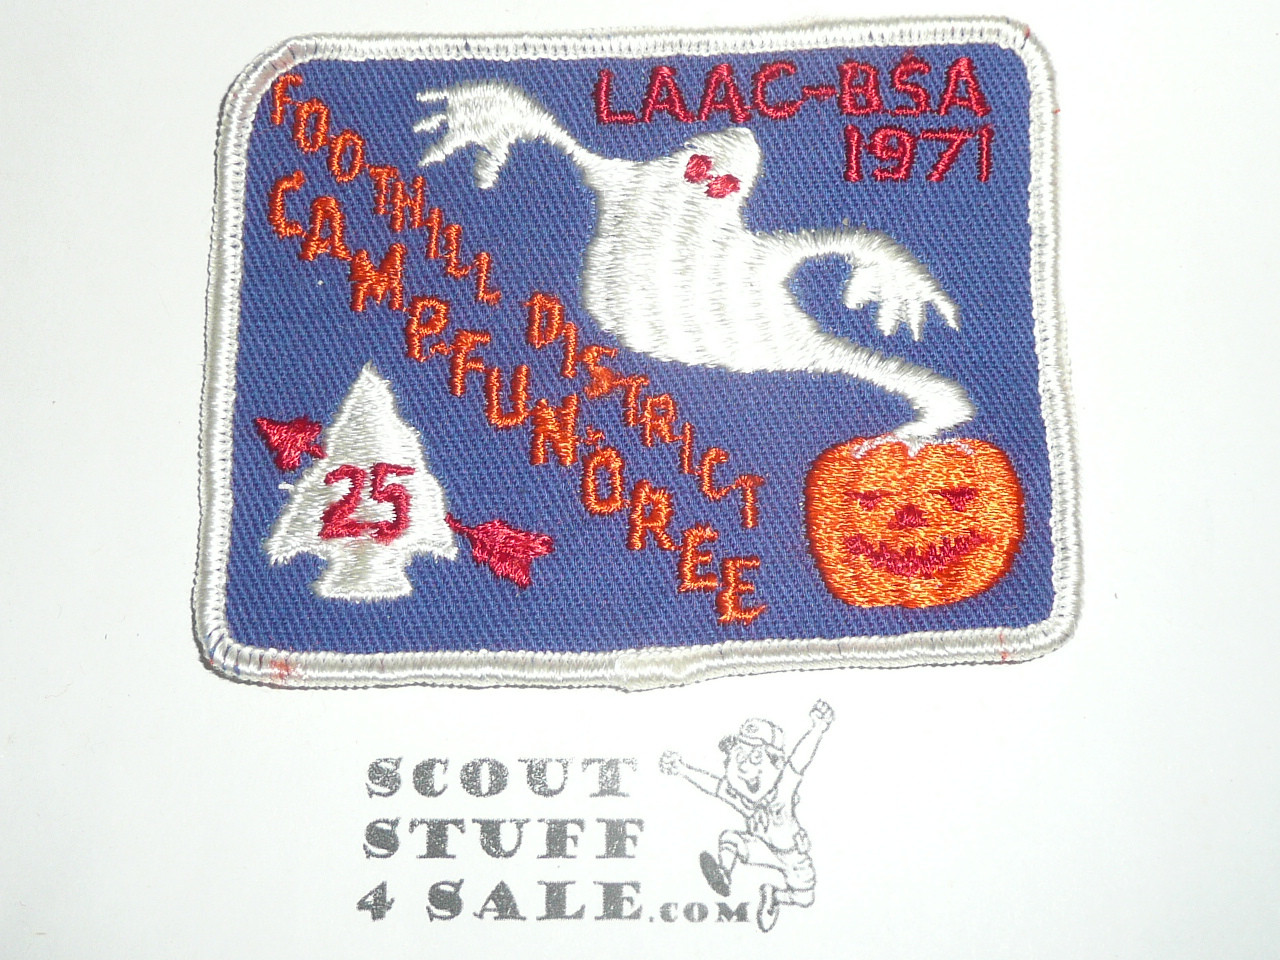 LAAC-BSA
1971
FOOTHILL DISTRICT
CAMP-FUN-OREE
25
SCOUT
STUFF
4 SALE.COM